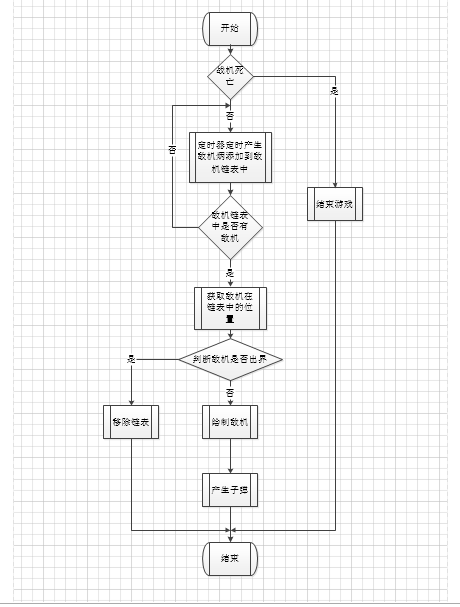 开始
敌机死
亡
是
否
定时器定时产生
敌机病添加到敌
机链表中
否
结束游戏
敌机链表
中是否有
敌机
是
获取敌机在
链表中的位
置
判断敌机是否出界
是
否
移除链表
绘制敌机
产生子弹
结束